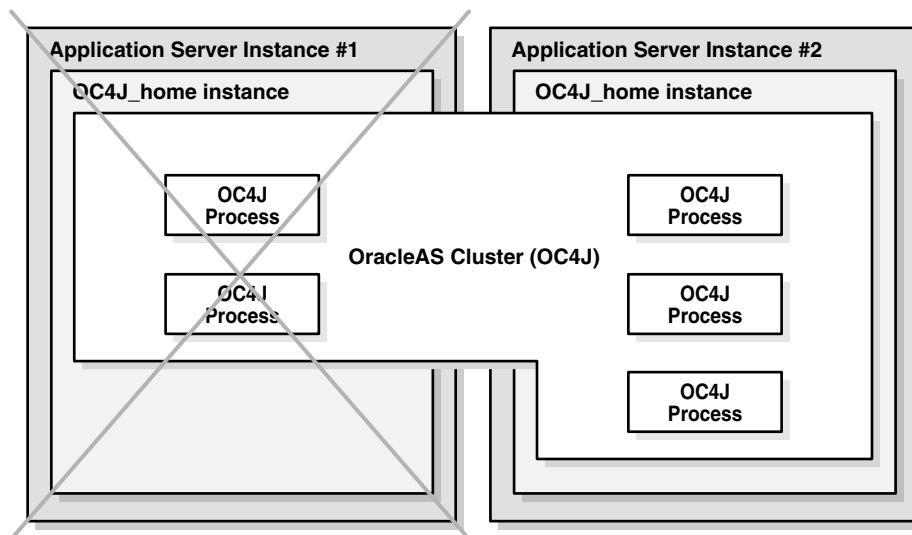 Application Server Instance #1
OC4J_home instance
OC4J
Process
OC4J
Process
OracleAS Cluster (OC4J)
Application Server Instance #2
OC4J_home instance
OC4J
Process
OC4J
Process
OC4J
Process